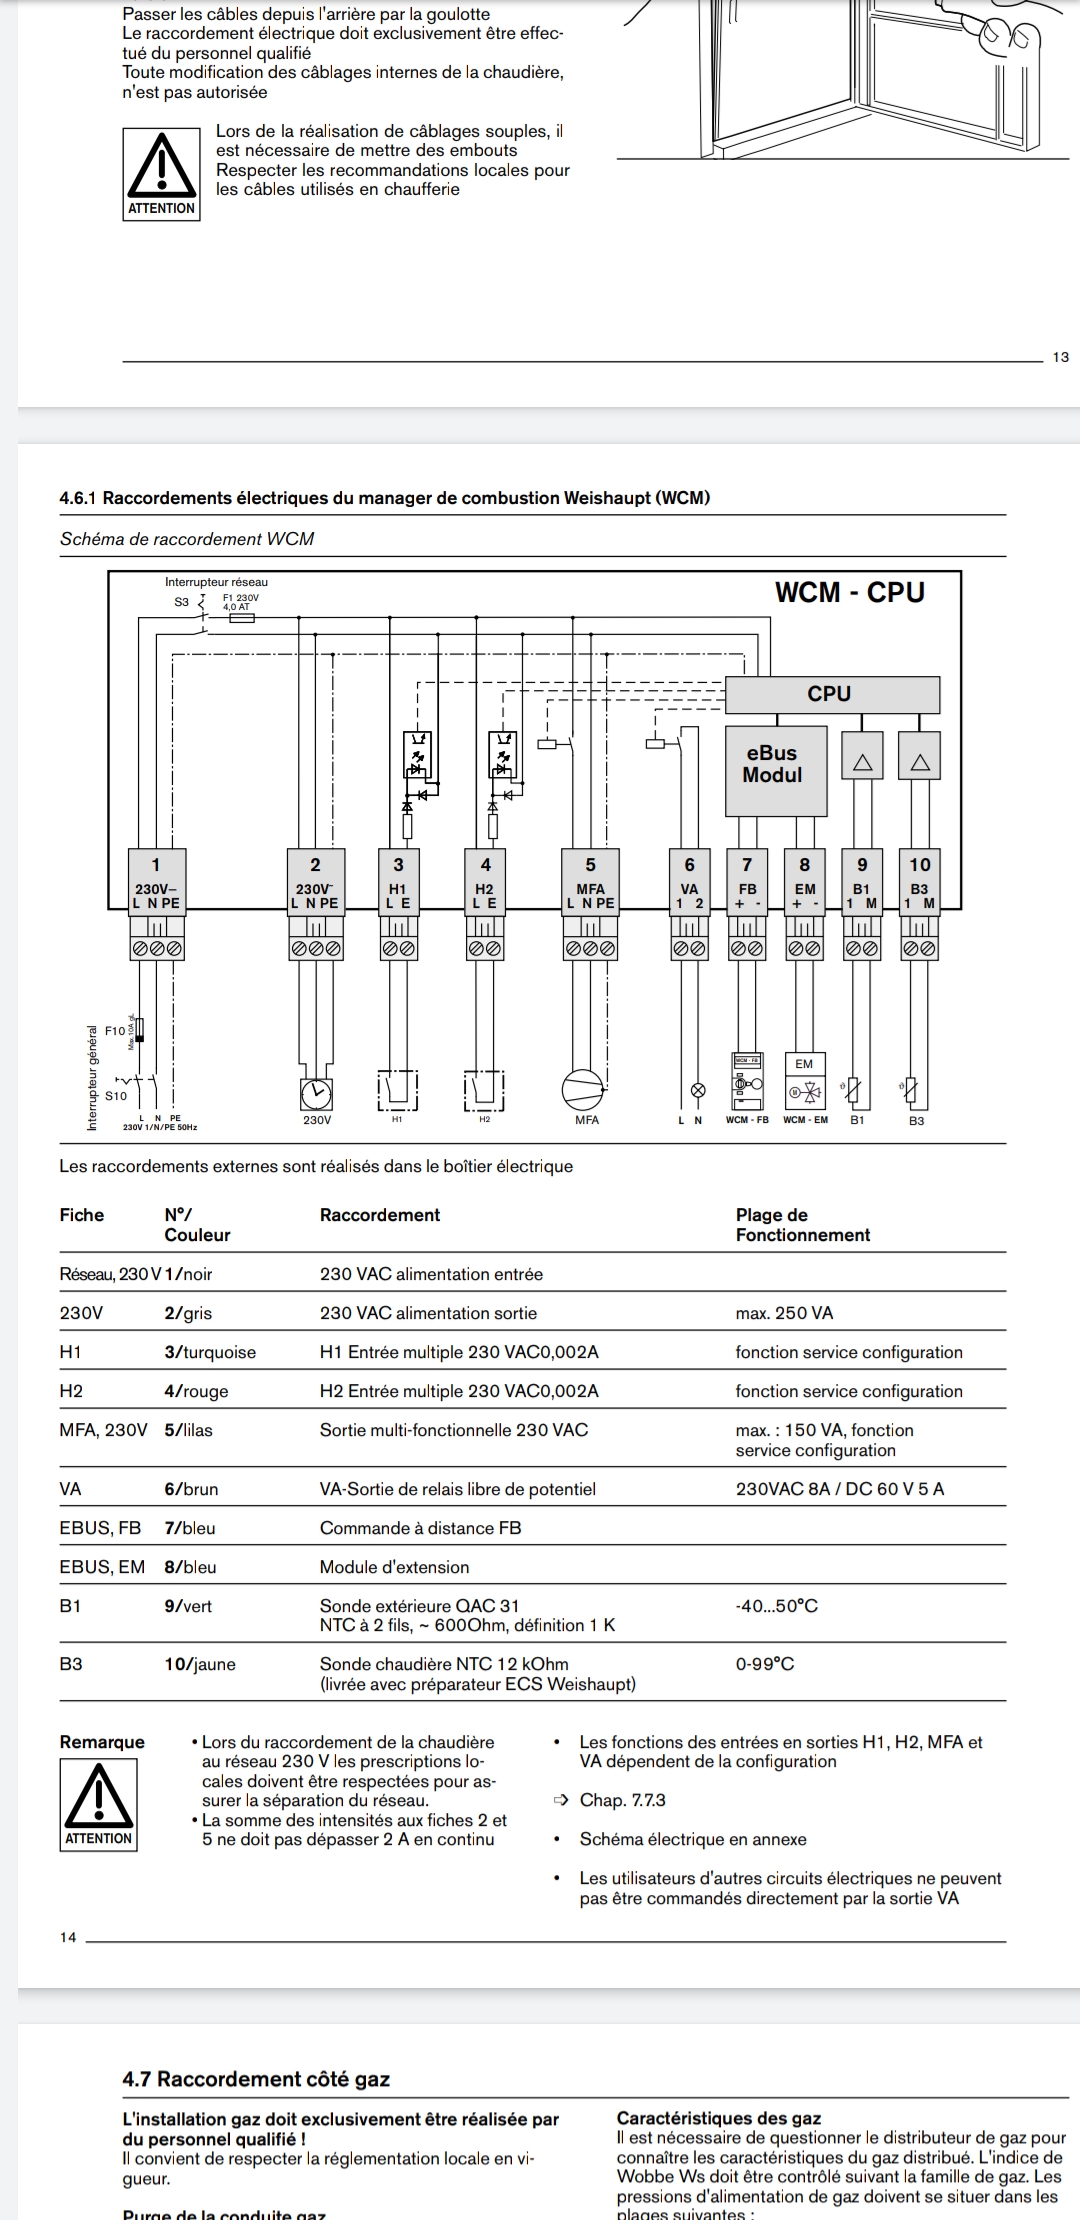 Passer les câbles depuis l'arrière par la goulotte
Le raccordement électrique doit exclusivement être effec-
tué du personnel qualifié
Toute modification des câblages internes de la chaudière,
n'est pas autorisée
Lors de la réalisation de câblages souples, il
est nécessaire de mettre des embouts
Respecter les recommandations locales pour
les câbles utilisés en chaufferie
ATTENTION
13
4.6.1 Raccordements électriques du manager de combustion Weishaupt (WCM)
Schéma de raccordement WCM
Interrupteur réseau
S3
F1 230V
4,0 AT
WCM - CPU
CPU
eBus
Modul
1 2 3 4 5 6 7 8 9 10
230V~ 230V~ H1 H2 MFA VA FB EM B1 B3
L N PE L N PE L E L E L N PE 1 2 + - + - 1 M 1 M
Interrupteur général
F10
Max.10A gL
S10
L N PE
230V 1/N/PE 50Hz
WCM - FB
EM
M
ϑ
ϑ
230V H1 H2 MFA L N WCM - FB WCM - EM B1 B3
Les raccordements externes sont réalisés dans le boîtier électrique
Fiche N°/ Raccordement Plage de
Couleur Fonctionnement
Réseau, 230 V 1/noir 230 VAC alimentation entrée
230V 2/gris 230 VAC alimentation sortie max. 250 VA
H1 3/turquoise H1 Entrée multiple 230 VAC0,002A fonction service configuration
H2 4/rouge H2 Entrée multiple 230 VAC0,002A fonction service configuration
MFA, 230V 5/lilas Sortie multi-fonctionnelle 230 VAC max. : 150 VA, fonction
service configuration
VA 6/brun VA-Sortie de relais libre de potentiel 230VAC 8A / DC 60 V 5 A
EBUS, FB 7/bleu Commande à distance FB
EBUS, EM 8/bleu Module d'extension
B1 9/vert Sonde extérieure QAC 31 -40...50°C
NTC à 2 fils, ~ 600Ohm, définition 1 K
B3 10/jaune Sonde chaudière NTC 12 kOhm 0-99°C
(livrée avec préparateur ECS Weishaupt)
Remarque
ATTENTION
• Lors du raccordement de la chaudière
au réseau 230 V les prescriptions lo-
cales doivent être respectées pour as-
surer la séparation du réseau.
• La somme des intensités aux fiches 2 et
5 ne doit pas dépasser 2 A en continu
• Les fonctions des entrées en sorties H1, H2, MFA et
VA dépendent de la configuration
➩ Chap. 7.7.3
• Schéma électrique en annexe
• Les utilisateurs d'autres circuits électriques ne peuvent
pas être commandés directement par la sortie VA
14
4.7 Raccordement côté gaz
L'installation gaz doit exclusivement être réalisée par
du personnel qualifié !
Il convient de respecter la réglementation locale en vi-
gueur.
Purge de la conduite gaz
Caractéristiques des gaz
Il est nécessaire de questionner le distributeur de gaz pour
connaître les caractéristiques du gaz distribué. L'indice de
Wobbe Ws doit être contrôlé suivant la famille de gaz. Les
pressions d'alimentation de gaz doivent se situer dans les
plages suivantes :